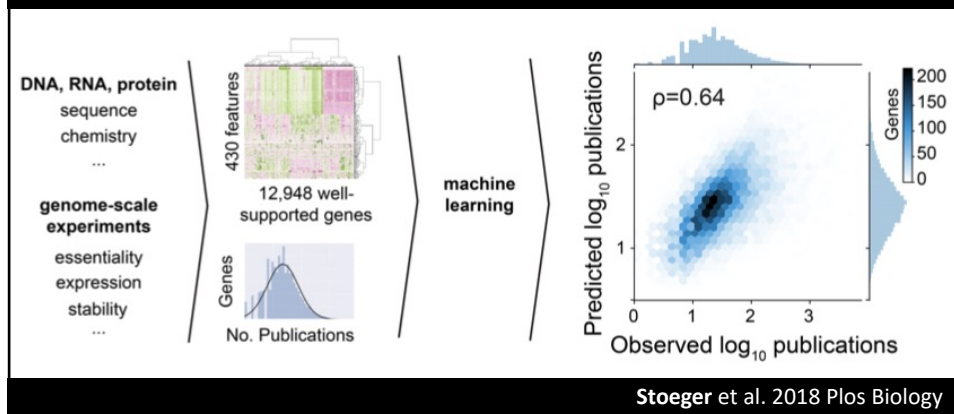 DNA, RNA, protein
sequence
chemistry
...
genome-scale
experiments
essentiality
expression
stability
...
430 features
12,948 well-
supported genes
Genes
No. Publications
machine
learning
Predicted log10 publications
ρ=0.64
2
1
0 1 2 3
Observed log10 publications
Genes
200
150
100
50
0
Stoeger et al. 2018 Plos Biology